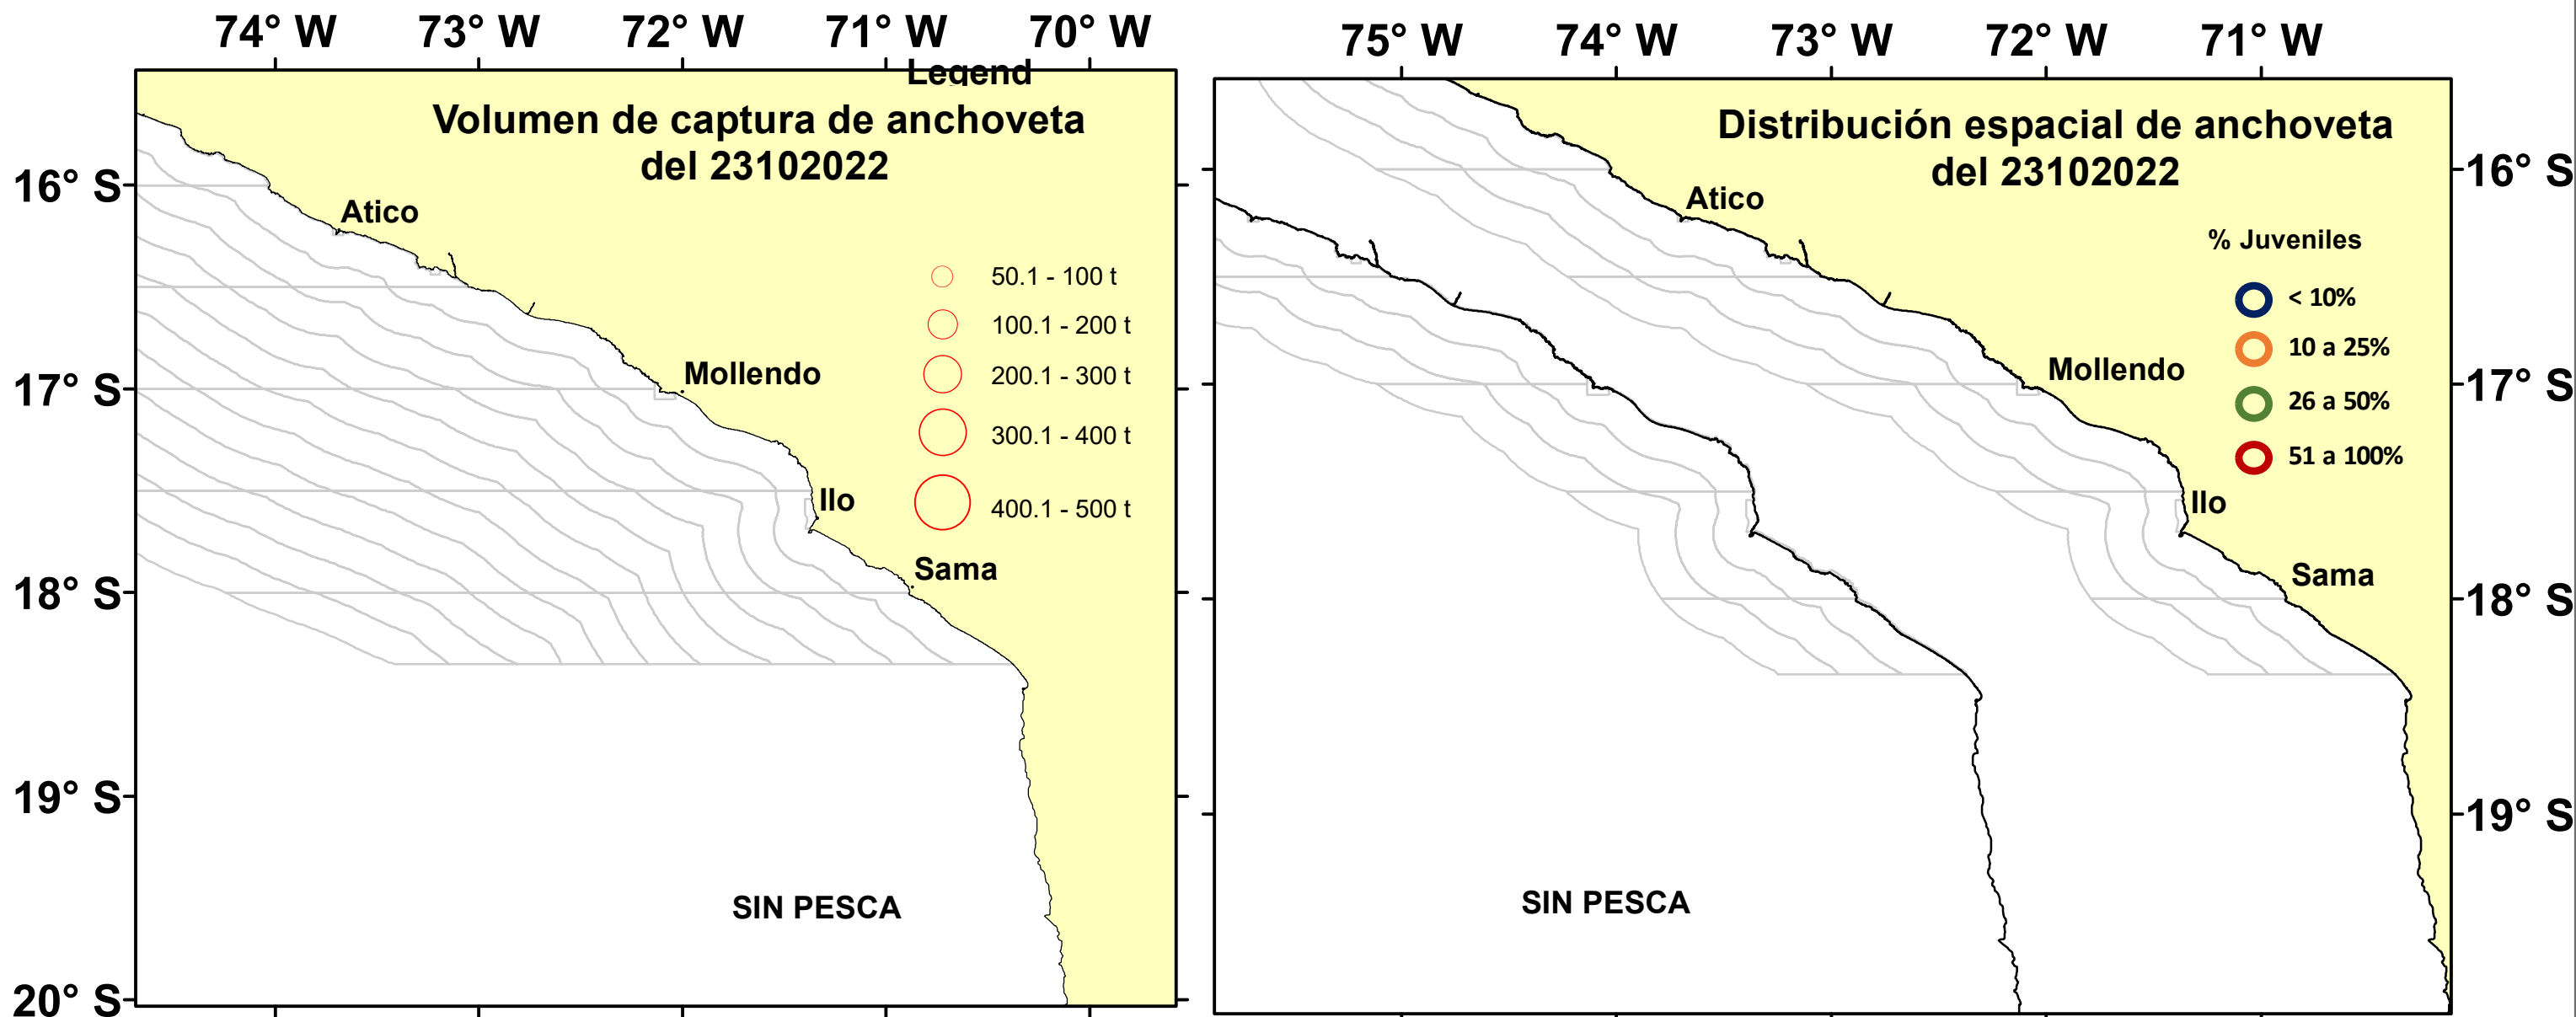 74° W 73° W 72° W 71° W 70° W
Legend
Volumen de captura de anchoveta
del 23102022
16° S
Atico
50.1 - 100 t
100.1 - 200 t
Mollendo
200.1 - 300 t
17° S
300.1 - 400 t
Ilo
400.1 - 500 t
Sama
18° S
19° S
SIN PESCA
20° S
75° W 74° W 73° W 72° W 71° W
Distribución espacial de anchoveta
del 23102022
16° S
Atico
% Juveniles
< 10%
10 a 25%
Mollendo
17° S
26 a 50%
51 a 100%
Ilo
Sama
18° S
19° S
SIN PESCA